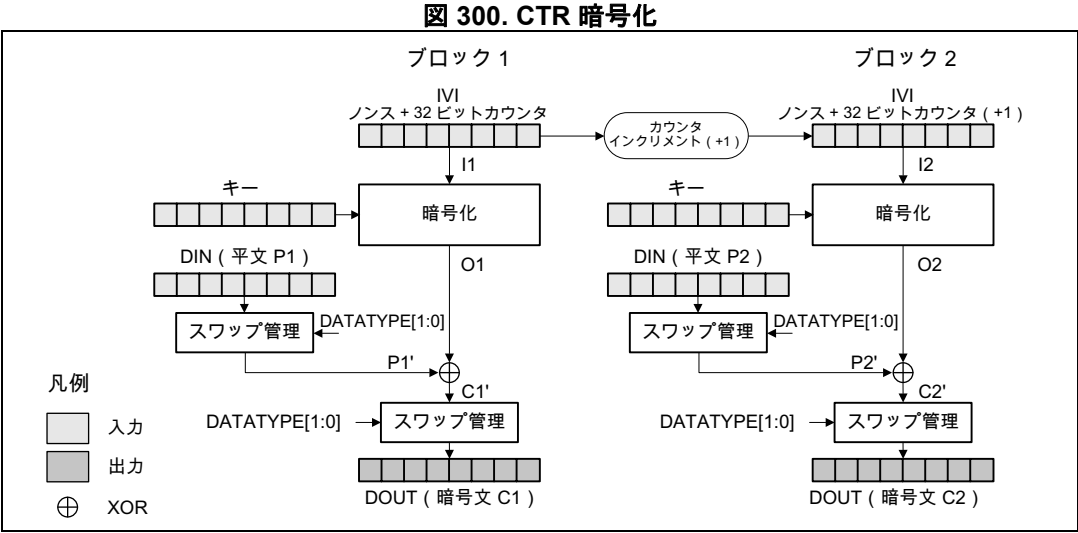 図 300. CTR 暗号化
ブロック 1
ブロック 2
IVI
ノンス + 32 ビットカウンタ
カウンタ
インクリメント ( +1 )
IVI
ノンス + 32 ビットカウンタ ( +1 )
I1
I2
キー
暗号化
キー
暗号化
DIN ( 平文 P1 )
O1
DIN ( 平文 P2 )
O2
スワップ管理
DATATYPE[1:0]
スワップ管理
DATATYPE[1:0]
P1'
P2'
C1'
C2'
DATATYPE[1:0]
スワップ管理
DATATYPE[1:0]
スワップ管理
DOUT ( 暗号文 C1 )
DOUT ( 暗号文 C2 )
凡例
入力
出力
XOR